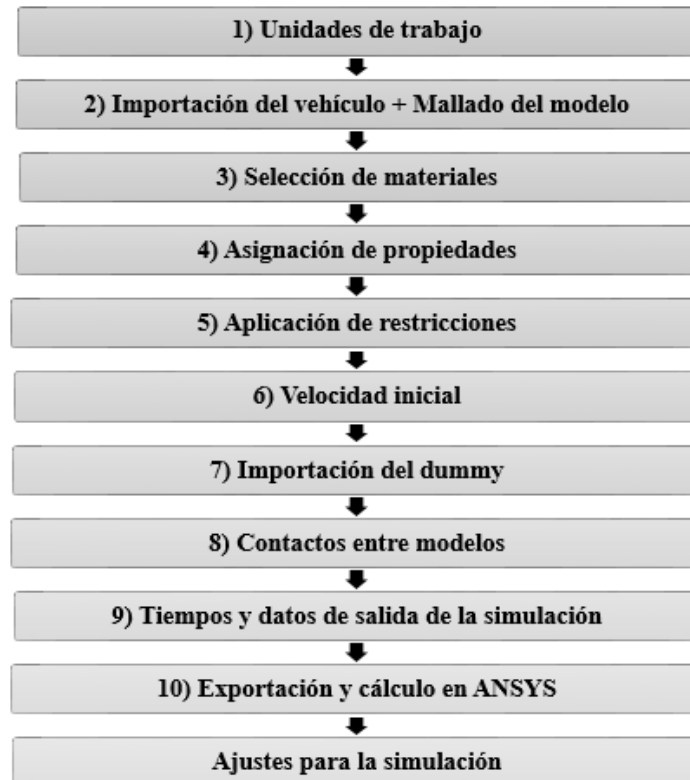 1) Unidades de trabajo
2) Importación del vehículo + Mallado del modelo
3) Selección de materiales
4) Asignación de propiedades
5) Aplicación de restricciones
6) Velocidad inicial
7) Importación del dummy
8) Contactos entre modelos
9) Tiempos y datos de salida de la simulación
10) Exportación y cálculo en ANSYS
Ajustes para la simulación